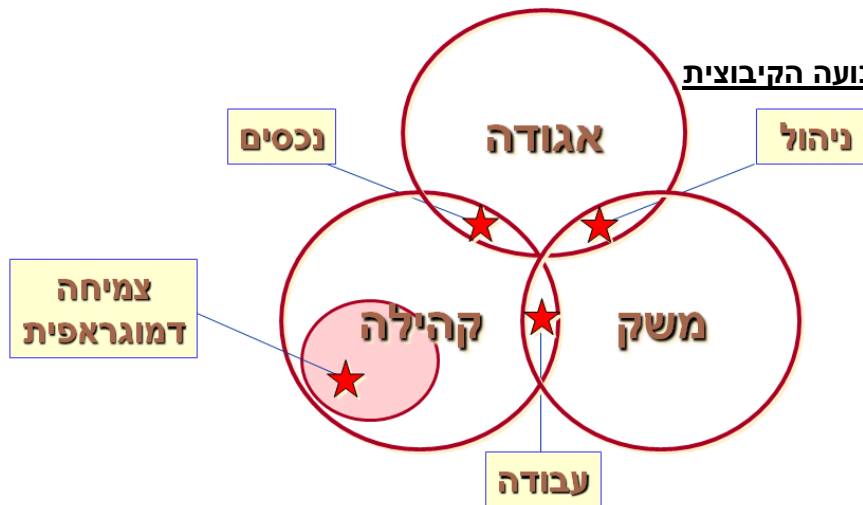 הקיבוצית
אגודה
ניהול
נכסים
קהילה
משק
צמיחה
דמוגראפית
עבודה